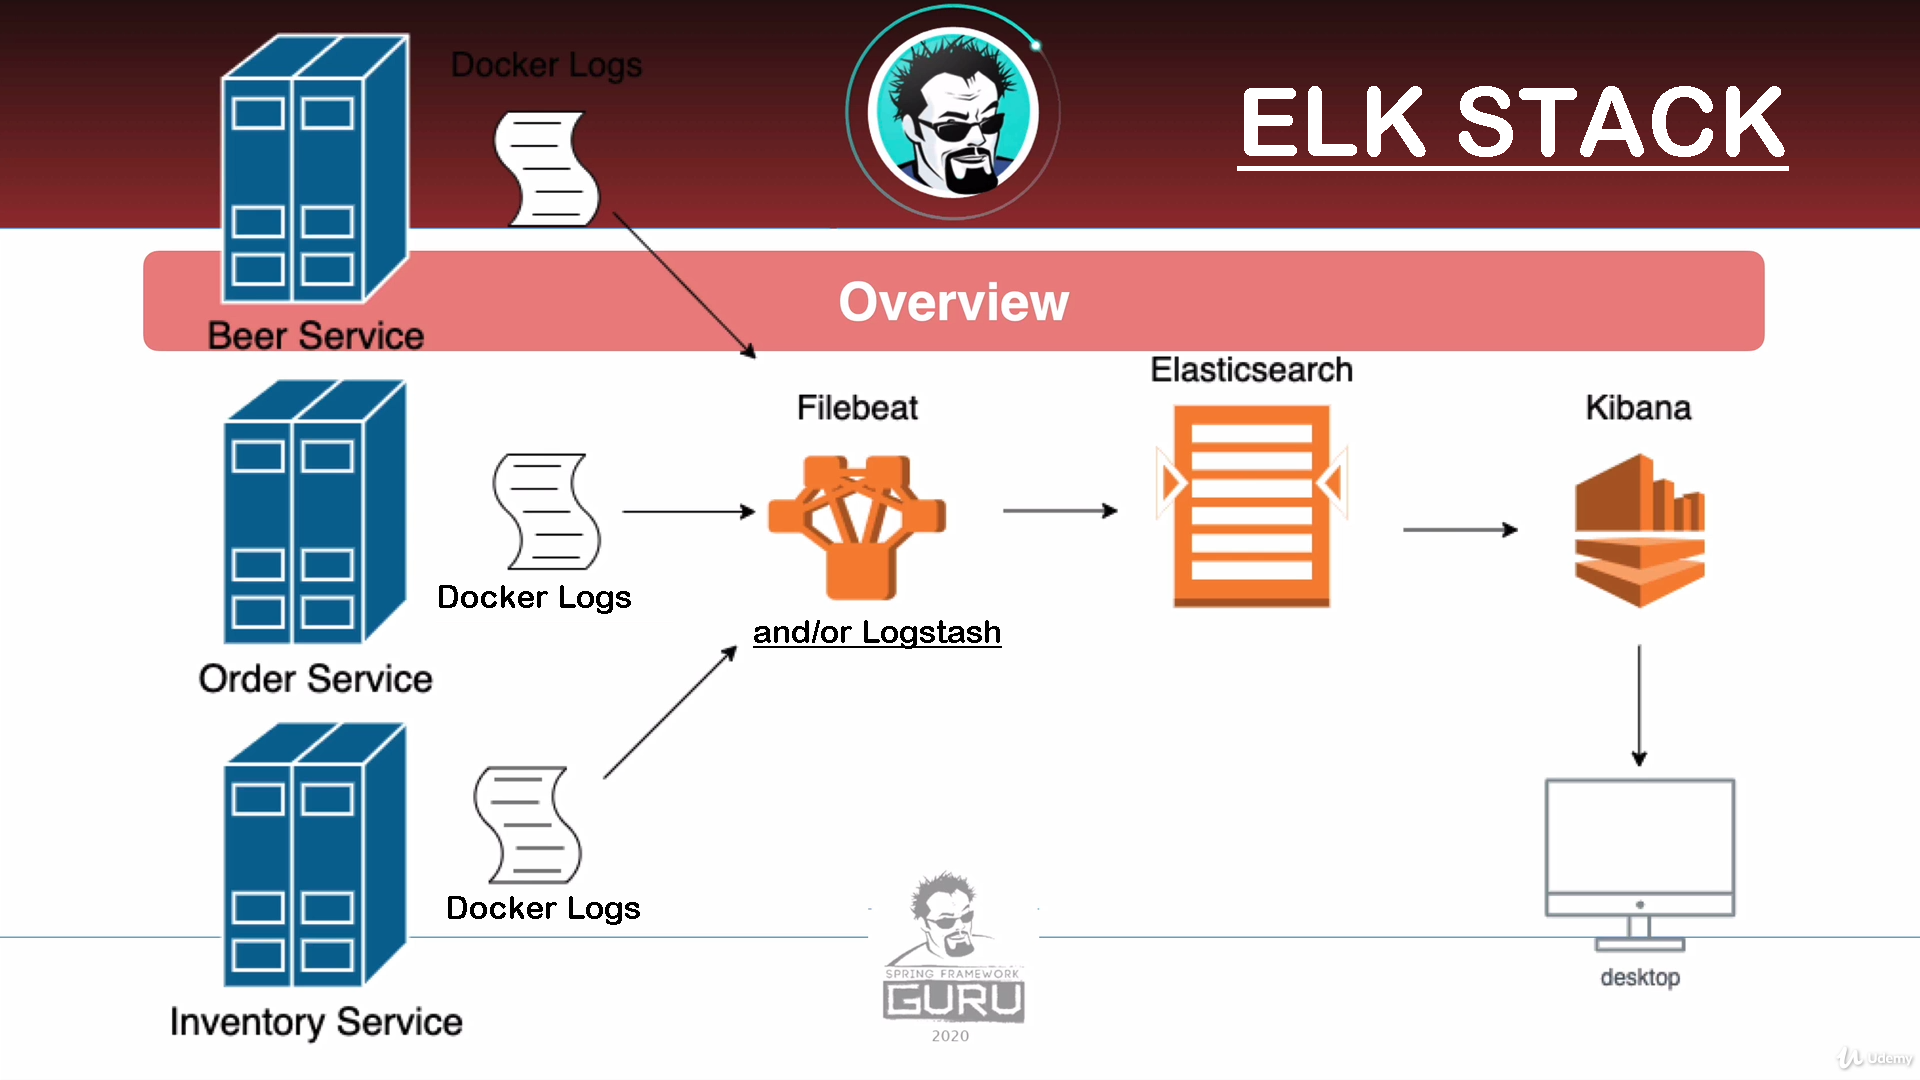 Docker Logs
ELK STACK
Overview
Beer Service
Elasticsearch
Filebeat
Kibana
Docker Logs
and/or Logstash
Order Service
Docker Logs
desktop
Inventory Service
SPRING FRAMEWORK
GURU
2020
Udemy